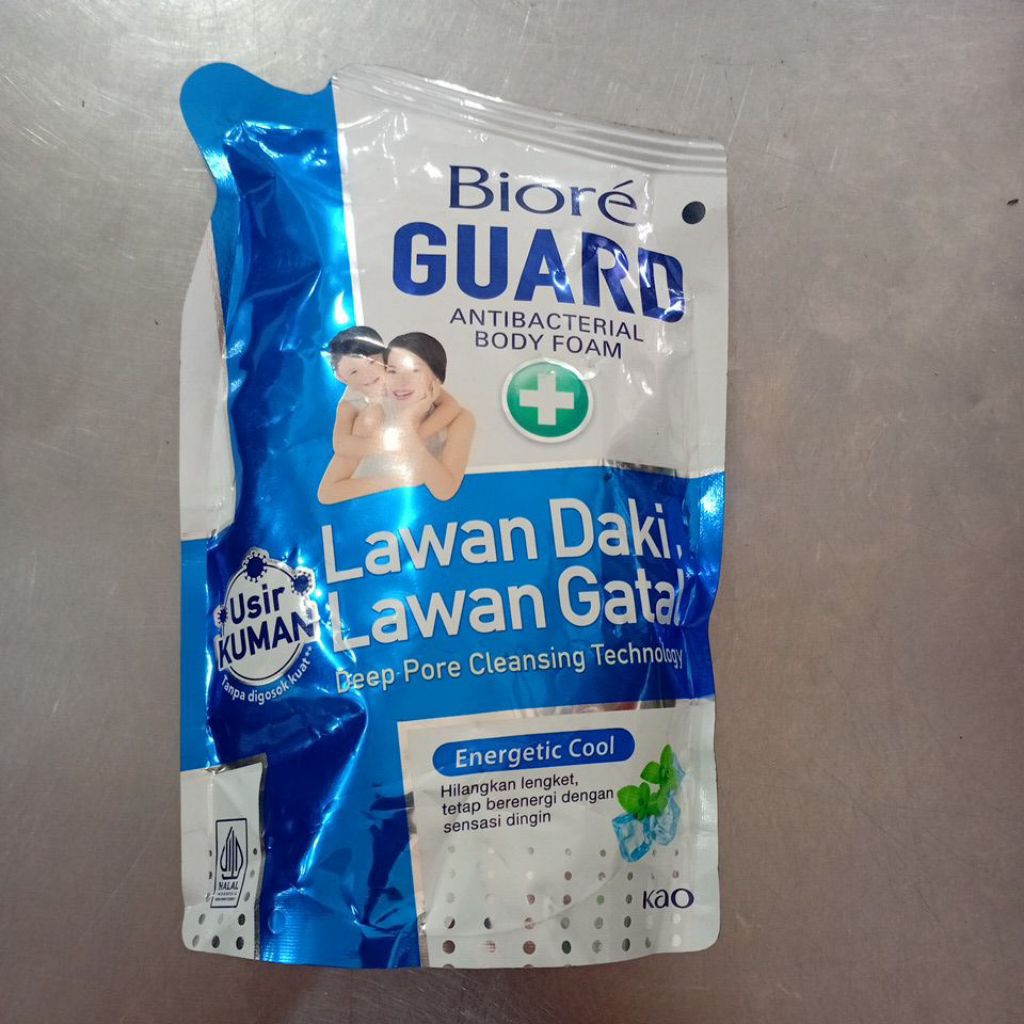 Bioré
GUARD
ANTIBACTERIAL
BODY FOAM
Lawan Daki,
Lawan Gatal
Deep Pore Cleansing Technology
Usir
KUMAN
Tanpa digosok kuat**
Energetic Cool
Hilangkan lengket,
tetap berenergi dengan
sensasi dingin
HALAL
INDONESIA
Kao